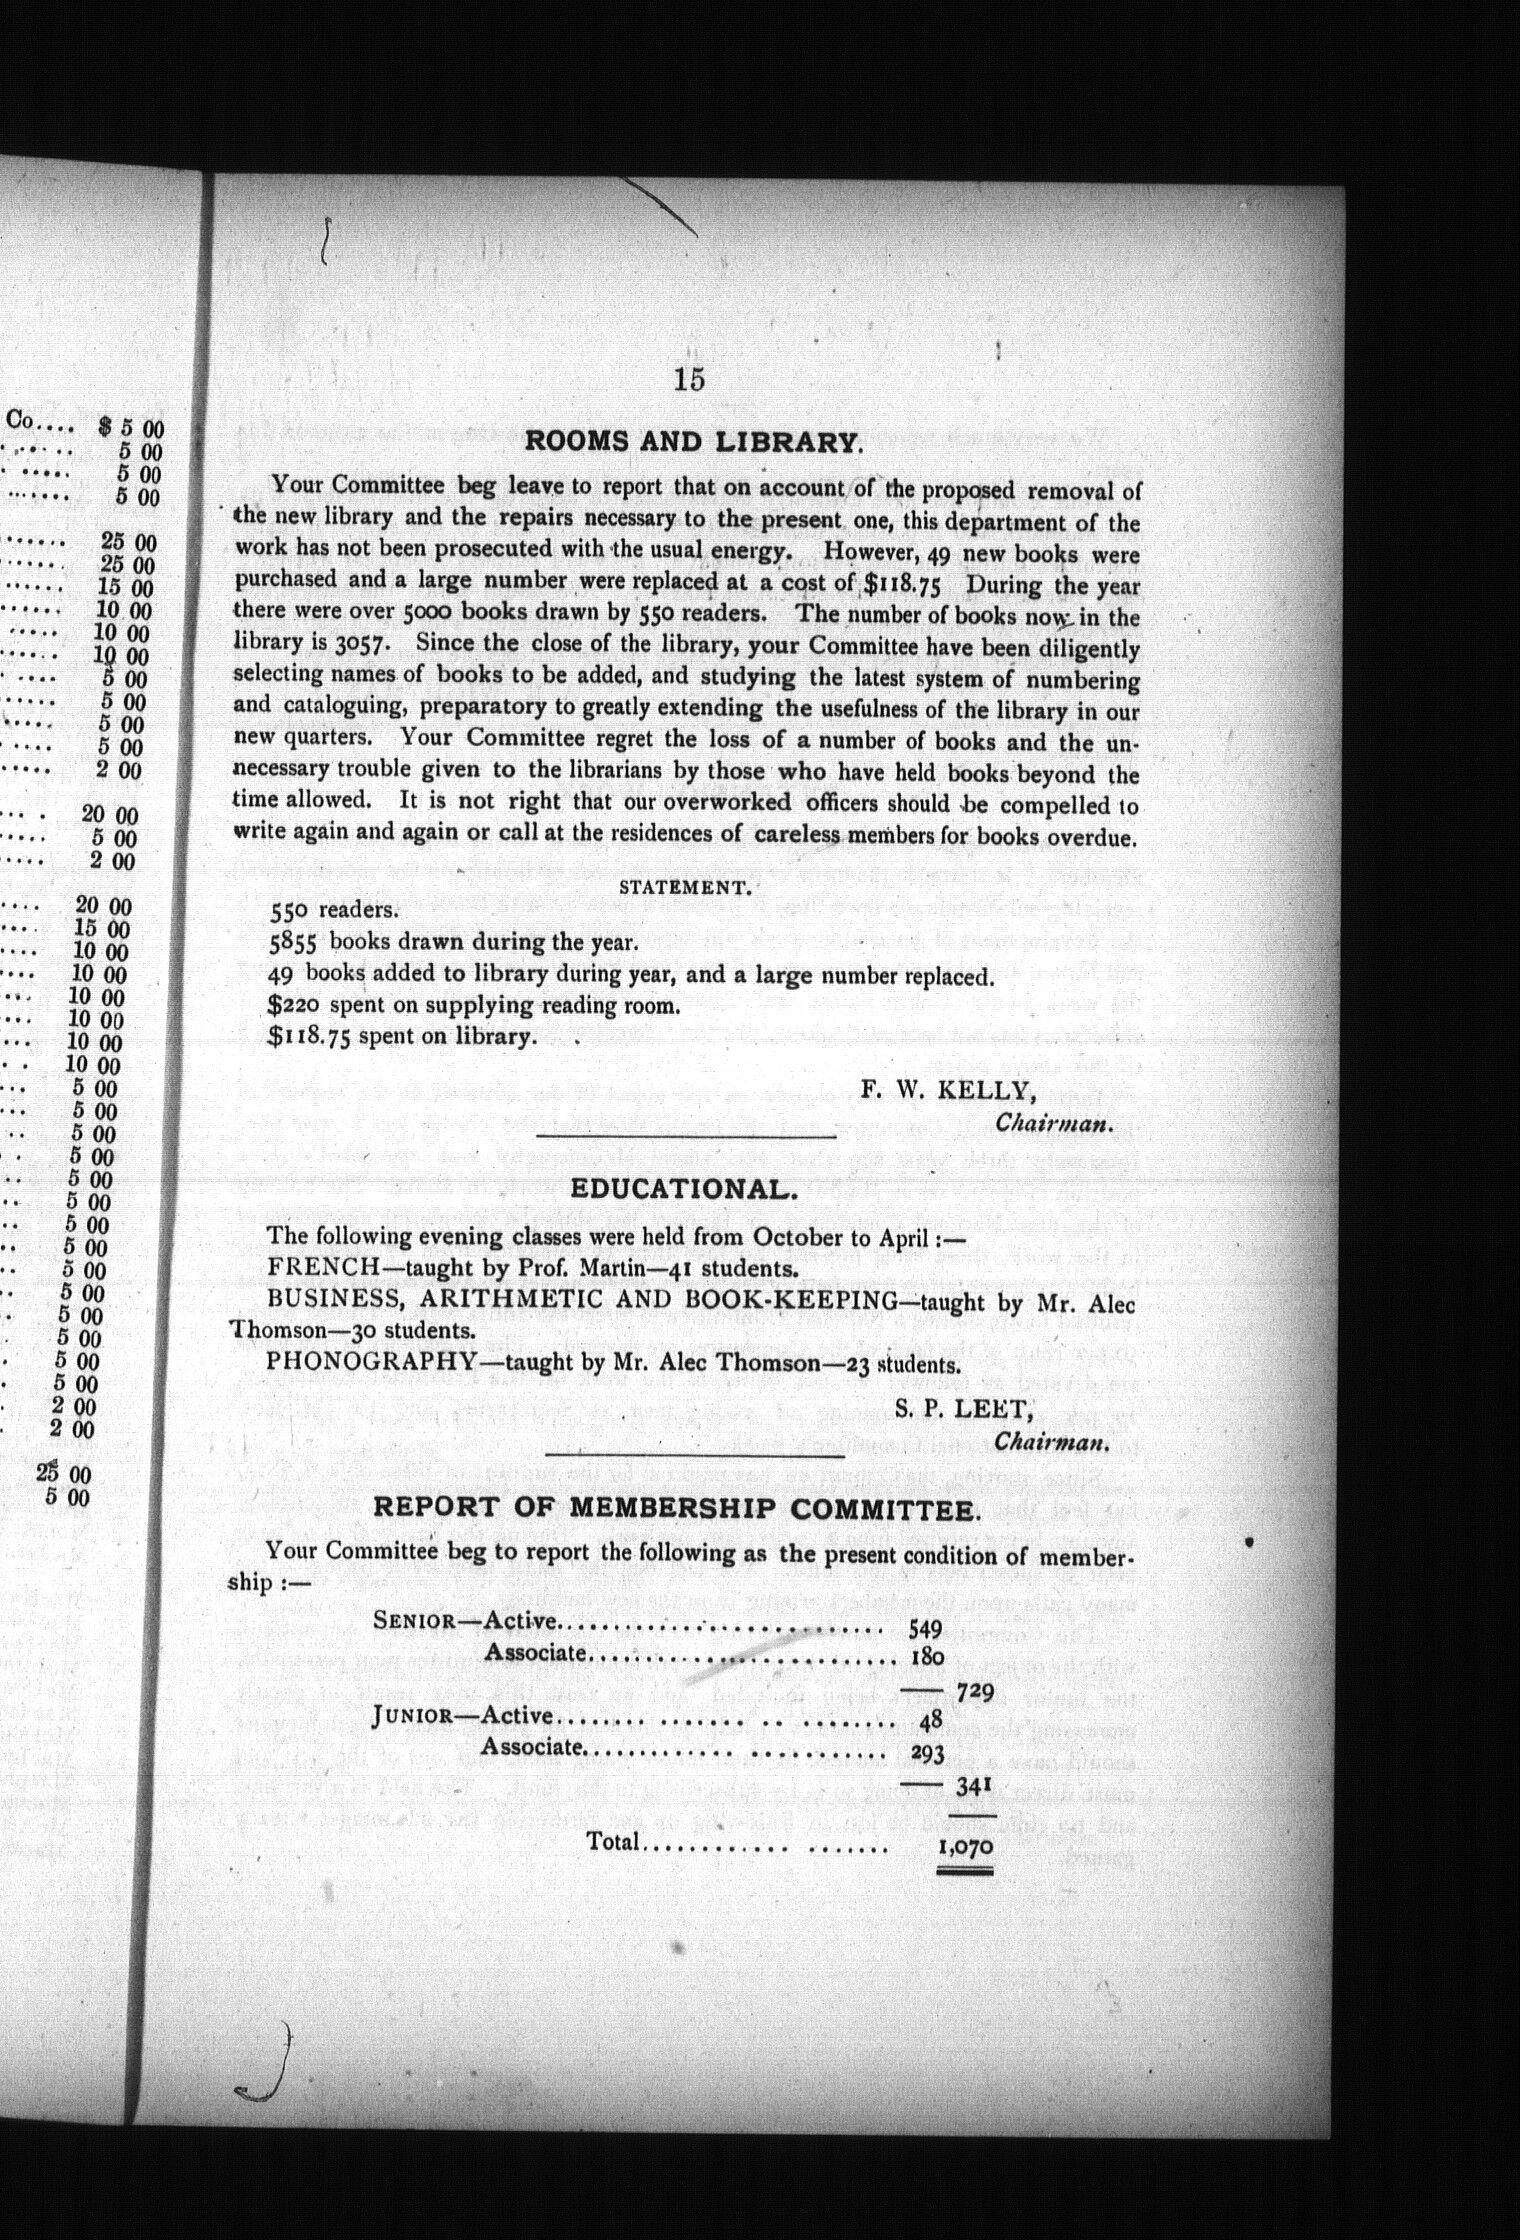 Co.... $ 5 00
5 00
5 00
5 00
25 00
25 00
15 00
10 00
10 00
10 00
5 00
5 00
5 00
5 00
2 00
20 00
5 00
2 00
20 00
15 00
10 00
10 00
10 00
10 00
10 00
10 00
5 00
5 00
5 00
5 00
5 00
5 00
5 00
5 00
5 00
5 00
5 00
5 00
5 00
5 00
2 00
2 00
25 00
5 00
15
ROOMS AND LIBRARY.
Your Committee beg leave to report that on account of the proposed removal of
the new library and the repairs necessary to the present one, this department of the
work has not been prosecuted with the usual energy. However, 49 new books were
purchased and a large number were replaced at a cost of $118.75 During the year
there were over 5000 books drawn by 550 readers. The number of books now in the
library is 3057. Since the close of the library, your Committee have been diligently
selecting names of books to be added, and studying the latest system of numbering
and cataloguing, preparatory to greatly extending the usefulness of the library in our
new quarters. Your Committee regret the loss of a number of books and the un-
necessary trouble given to the librarians by those who have held books beyond the
time allowed. It is not right that our overworked officers should be compelled to
write again and again or call at the residences of careless members for books overdue.
STATEMENT.
550 readers.
5855 books drawn during the year.
49 books added to library during year, and a large number replaced.
$220 spent on supplying reading room.
$118.75 spent on library.
F. W. KELLY,
Chairman.
EDUCATIONAL.
The following evening classes were held from October to April :—
FRENCH—taught by Prof. Martin—41 students.
BUSINESS, ARITHMETIC AND BOOK-KEEPING—taught by Mr. Alec
Thomson—30 students.
PHONOGRAPHY—taught by Mr. Alec Thomson—23 students.
S. P. LEET,
Chairman.
REPORT OF MEMBERSHIP COMMITTEE.
Your Committee beg to report the following as the present condition of member-
ship :—
SENIOR—Active............................ 549
Associate........................... 180
— 729
JUNIOR—Active........ ....... .. ........ 48
Associate............. ............ 293
— 341
Total............. ....... 1,070